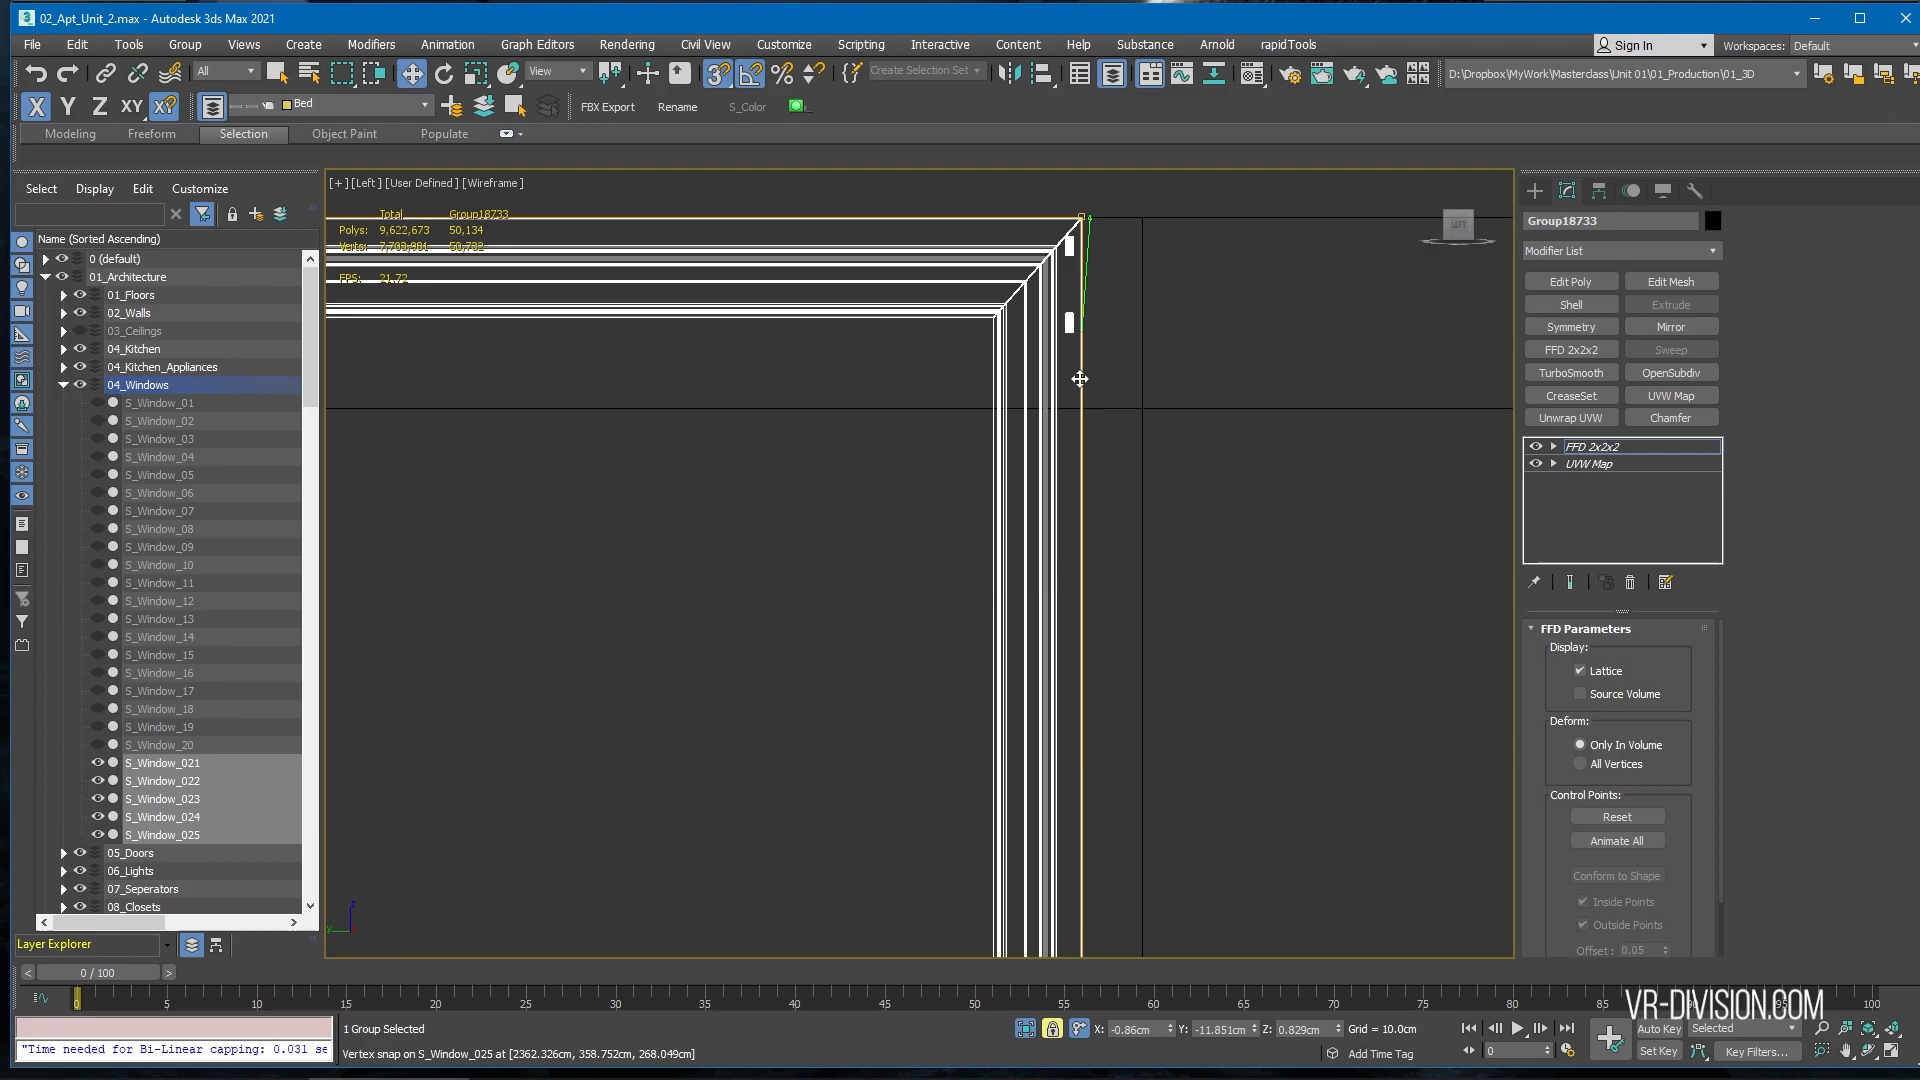 02_Apt_Unit_2.max - Autodesk 3ds Max 2021
File Edit Tools Group Views Create Modifiers Animation Graph Editors Rendering Civil View Customize Scripting Interactive Content Help Substance Arnold rapidTools
Sign In Workspaces: Default
All View Create Selection Set D:\Dropbox\MyWork\Masterclass\Unit 01\01_Production\01_3D
X Y Z XY Bed FBX Export Rename S_Color
Modeling Freeform Selection Object Paint Populate
Select Display Edit Customize
Name (Sorted Ascending)
0 (default)
01_Architecture
01_Floors
02_Walls
03_Ceilings
04_Kitchen
04_Kitchen_Appliances
04_Windows
S_Window_01
S_Window_02
S_Window_03
S_Window_04
S_Window_05
S_Window_06
S_Window_07
S_Window_08
S_Window_09
S_Window_10
S_Window_11
S_Window_12
S_Window_13
S_Window_14
S_Window_15
S_Window_16
S_Window_17
S_Window_18
S_Window_19
S_Window_20
S_Window_021
S_Window_022
S_Window_023
S_Window_024
S_Window_025
05_Doors
06_Lights
07_Seperators
08_Closets
Layer Explorer
[+] [Left ] [User Defined ] [Wireframe ]
Total Group18733
Polys: 9,622,673 50,134
Verts: 7,703,981 50,732
FPS: 21.72
LEFT
z
y
Group18733
Modifier List
Edit Poly Edit Mesh
Shell Extrude
Symmetry Mirror
FFD 2x2x2 Sweep
TurboSmooth OpenSubdiv
CreaseSet UVW Map
Unwrap UVW Chamfer
FFD 2x2x2
UVW Map
FFD Parameters
Display:
Lattice
Source Volume
Deform:
Only In Volume
All Vertices
Control Points:
Reset
Animate All
Conform to Shape
Inside Points
Outside Points
Offset : 0.05
0 / 100
0 5 10 15 20 25 30 35 40 45 50 55 60 65 70 75 80 85 100
VR-DIVISION.COM
"Time needed for Bi-Linear capping: 0.031 se
1 Group Selected
Vertex snap on S_Window_025 at [2362.326cm, 358.752cm, 268.049cm]
X: -0.86cm Y: -11.851cm Z: 0.829cm Grid = 10.0cm
Add Time Tag
0
Auto Key Selected
Set Key Key Filters...